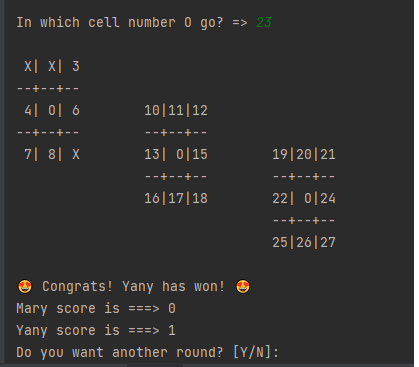 In which cell number O go? => 23
X| X| 3
--+--+--
4| O| 6 10|11|12
--+--+-- --+--+--
7| 8| X 13| O|15 19|20|21
--+--+-- --+--+--
16|17|18 22| O|24
--+--+--
25|26|27
😍 Congrats! Yany has won! 😍
Mary score is ===> 0
Yany score is ===> 1
Do you want another round? [Y/N]: